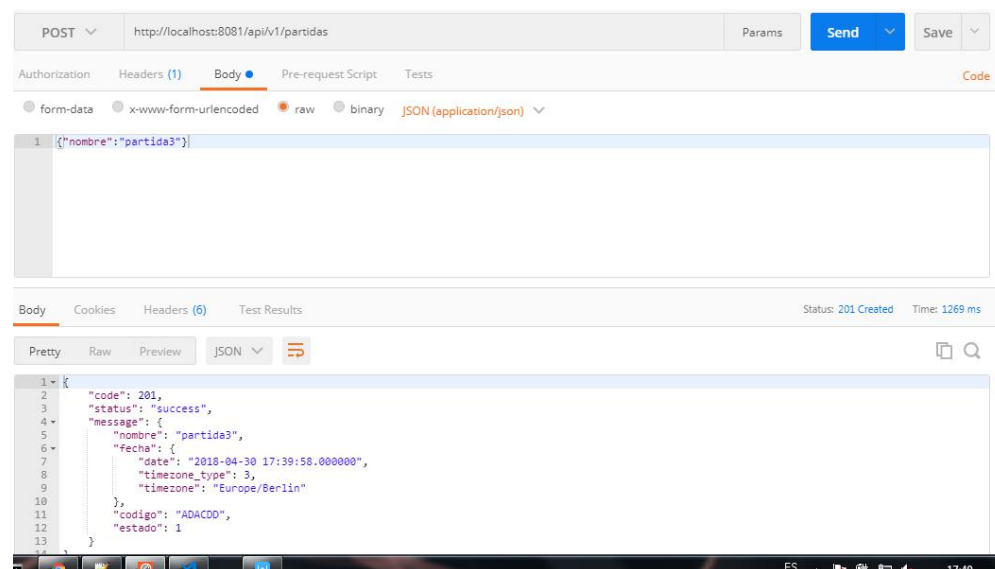 POST http://localhost:8081/api/v1/partidas Params Send Save
Authorization Headers (1) Body Pre-request Script Tests Code
form-data x-www-form-urlencoded raw binary JSON (application/json)
1 {"nombre":"partida3"}
Body Cookies Headers (6) Test Results Status: 201 Created Time: 1269 ms
Pretty Raw Preview JSON
1 {
2 "code": 201,
3 "status": "success",
4 "message": {
5 "nombre": "partida3",
6 "fecha": {
7 "date": "2018-04-30 17:39:58.000000",
8 "timezone_type": 3,
9 "timezone": "Europe/Berlin"
10 },
11 "codigo": "ADACDD",
12 "estado": 1
13 }
14 }
ES 17:40